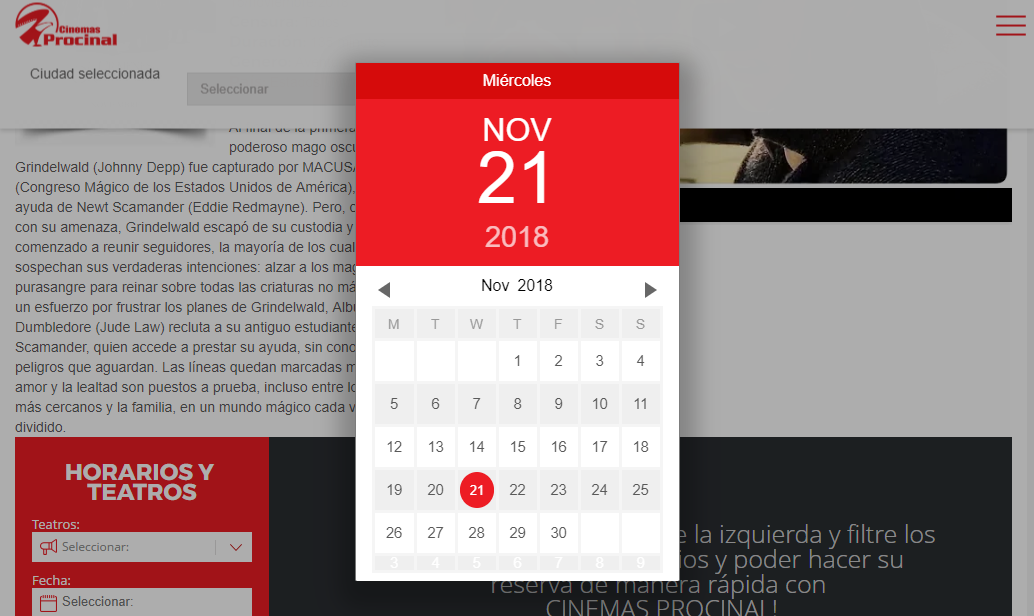 Cinemas
Procinal
Ciudad seleccionada
Seleccionar
Al final de la primera
poderoso mago oscu
Grindelwald (Johnny Depp) fue capturado por MACUSA
(Congreso Mágico de los Estados Unidos de América),
ayuda de Newt Scamander (Eddie Redmayne). Pero, c
con su amenaza, Grindelwald escapó de su custodia y
comenzado a reunir seguidores, la mayoría de los cual
sospechan sus verdaderas intenciones: alzar a los mag
purasangre para reinar sobre todas las criaturas no má
un esfuerzo por frustrar los planes de Grindelwald, Albu
Dumbledore (Jude Law) recluta a su antiguo estudiante
Scamander, quien accede a prestar su ayuda, sin conc
peligros que aguardan. Las líneas quedan marcadas m
amor y la lealtad son puestos a prueba, incluso entre lo
más cercanos y la familia, en un mundo mágico cada v
dividido.
Miércoles
NOV
21
2018
Nov 2018
M T W T F S S
1 2 3 4
5 6 7 8 9 10 11
12 13 14 15 16 17 18
19 20 21 22 23 24 25
26 27 28 29 30
3 4 5 6 7 8 9
HORARIOS Y
TEATROS
Teatros:
Seleccionar:
Fecha:
Seleccionar:
e la izquierda y filtre los
ios y poder hacer su
reserva de manera rápida con
CINEMAS PROCINAL!